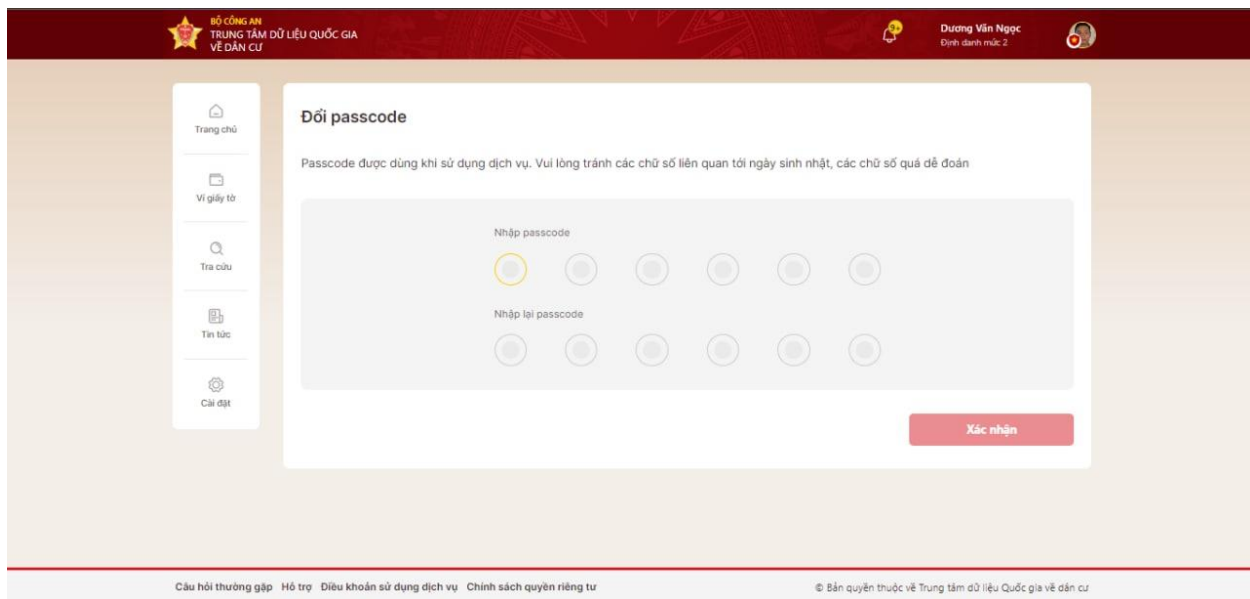 BỘ CÔNG AN
TRUNG TÂM DỮ LIỆU QUỐC GIA
VỀ DÂN CƯ
9+
Dương Văn Ngọc
Định danh mức 2
Trang chủ
Ví giấy tờ
Tra cứu
Tin tức
Cài đặt
Đổi passcode
Passcode được dùng khi sử dụng dịch vụ. Vui lòng tránh các chữ số liên quan tới ngày sinh nhật, các chữ số quá dễ đoán
Nhập passcode
Nhập lại passcode
Xác nhận
Câu hỏi thường gặp Hỗ trợ Điều khoản sử dụng dịch vụ Chính sách quyền riêng tư
© Bản quyền thuộc về Trung tâm dữ liệu Quốc gia về dân cư